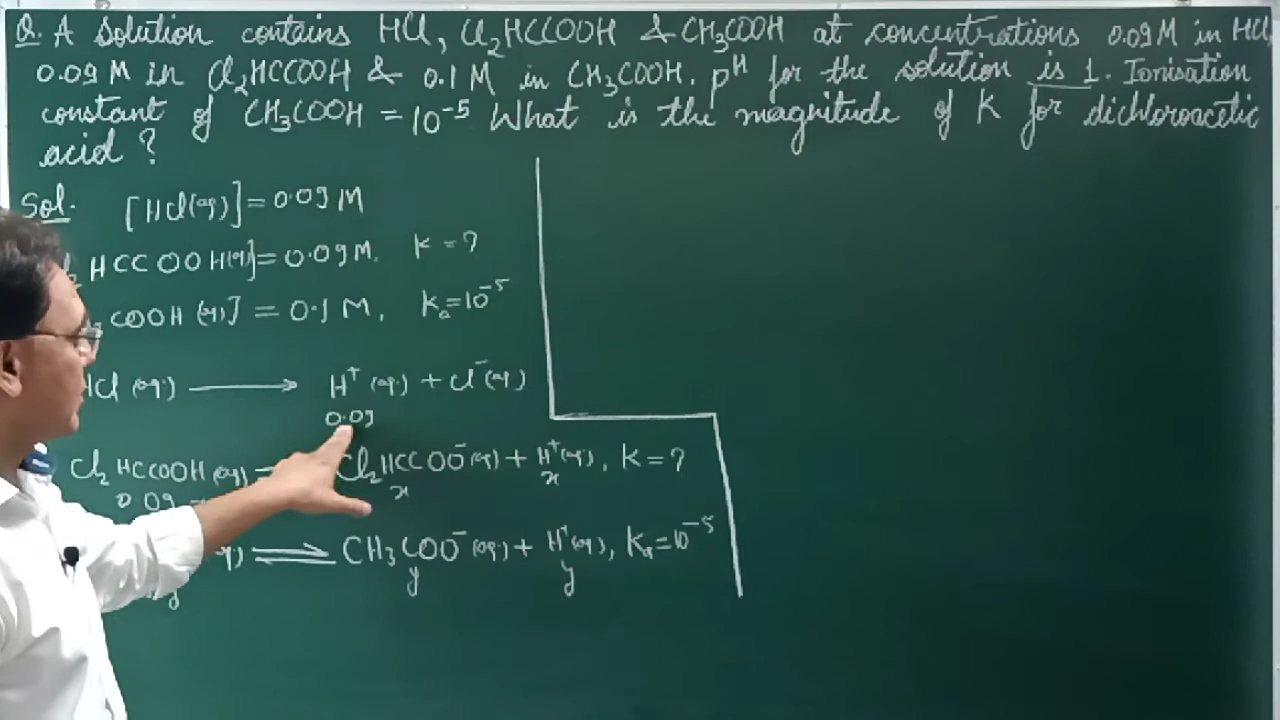 Q. A solution contains HCl, Cl₂HCCOOH & CH₃COOH at concentrations 0.09 M in HCl,
0.09 M in Cl₂HCCOOH & 0.1 M in CH₃COOH. pᴴ for the solution is 1. Ionisation
constant of CH₃COOH = 10⁻⁵ What is the magnitude of K for dichloroacetic
acid ?
Sol. [HCl(aq)] = 0.09 M
HCCOOH(aq)] = 0.09 M, K = ?
COOH (aq)] = 0.1 M, Kₐ = 10⁻⁵
HCl (aq.) ⟶ H⁺ (aq.) + Cl⁻ (aq)
0.09
Cl₂HCCOOH (aq) Cl₂HCCOO⁻ (aq) + H⁺ (aq), K = ?
0.09 x x
⇌ CH₃COO⁻ (aq.) + H⁺ (aq), Kₐ = 10⁻⁵
y y y